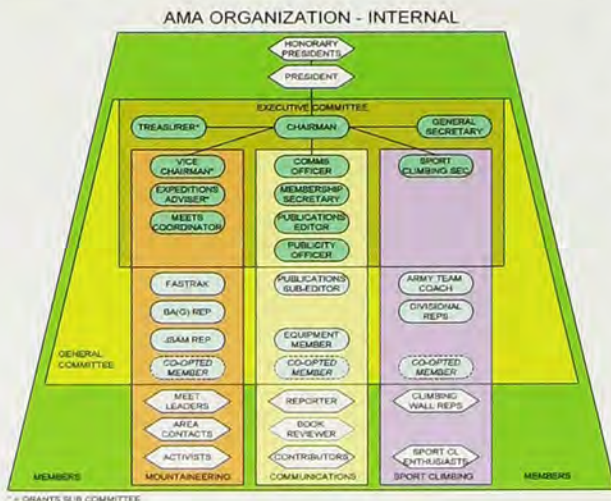 AMA ORGANIZATION - INTERNAL
HONORARY
PRESIDENTS
PRESIDENT
EXECUTIVE COMMITTEE
TREASURER*
CHAIRMAN
GENERAL
SECRETARY
VICE
CHAIRMAN*
COMMS
OFFICER
SPORT
CLIMBING SEC
EXPEDITIONS
ADVISER*
MEMBERSHIP
SECRETARY
MEETS
COORDINATOR
PUBLICATIONS
EDITOR
PUBLICITY
OFFICER
FASTRAK
PUBLICATIONS
SUB-EDITOR
ARMY TEAM
COACH
BA(G) REP
DIVISIONAL
REPS
JSAM REP
EQUIPMENT
MEMBER
GENERAL
COMMITTEE
CO-OPTED
MEMBER
CO-OPTED
MEMBER
CO-OPTED
MEMBER
MEET
LEADERS
REPORTER
CLIMBING
WALL REPS
AREA
CONTACTS
BOOK
REVIEWER
ACTIVISTS
CONTRIBUTORS
SPORT CL
ENTHUSIASTS
MEMBERS
MOUNTAINEERING
COMMUNICATIONS
SPORT CLIMBING
MEMBERS
* = GRANTS SUB COMMITTEE